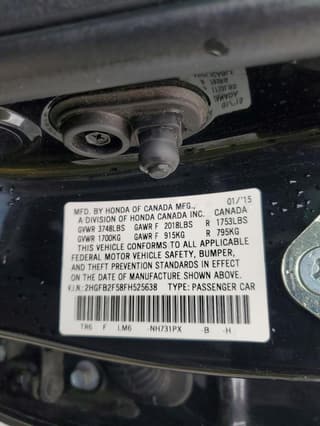 MFD. BY HONDA OF CANADA MFG., 01/'15
A DIVISION OF HONDA CANADA INC. CANADA
GVWR 3748LBS GAWR F 2018LBS R 1753LBS
GVWR 1700KG GAWR F 915KG R 795KG
THIS VEHICLE CONFORMS TO ALL APPLICABLE
FEDERAL MOTOR VEHICLE SAFETY, BUMPER,
AND THEFT PREVENTION STANDARDS IN EFFECT
ON THE DATE OF MANUFACTURE SHOWN ABOVE.
V.I.N.: 2HGFB2F58FH525638 TYPE: PASSENGER CAR
TR6 F LM6 -NH731PX -B -H